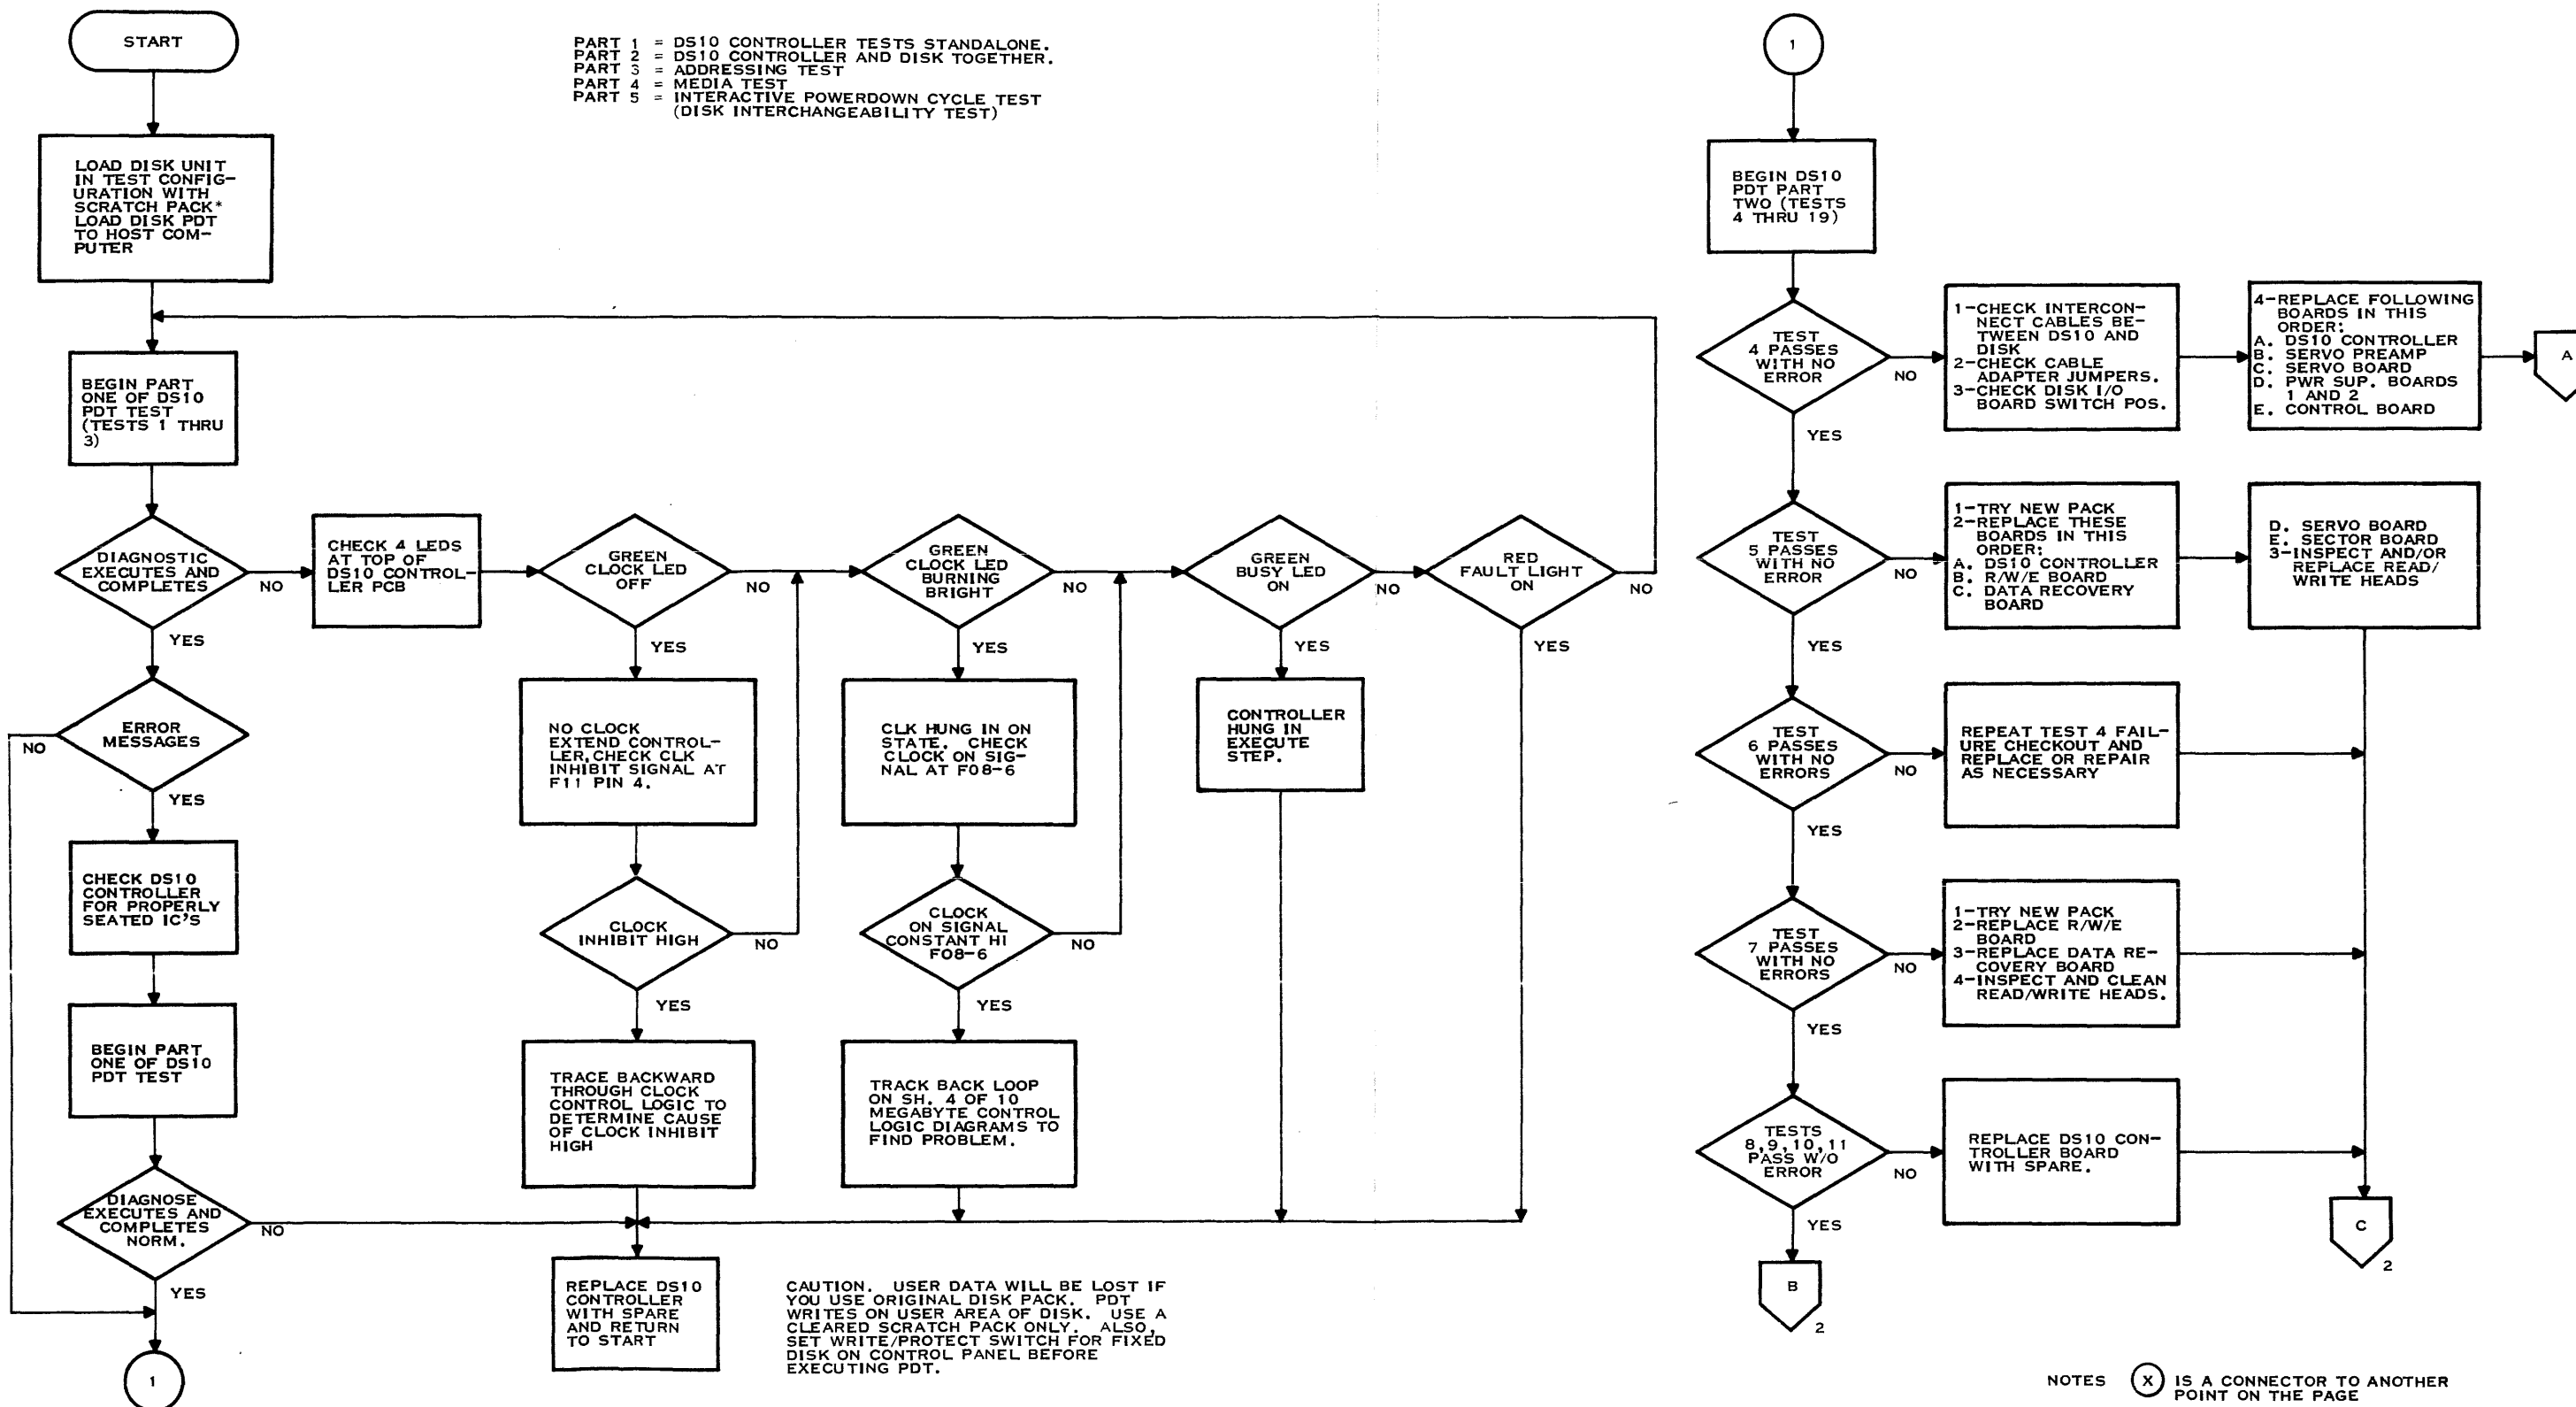 START
PART 1 = DS10 CONTROLLER TESTS STANDALONE.
PART 2 = DS10 CONTROLLER AND DISK TOGETHER.
PART 3 = ADDRESSING TEST
PART 4 = MEDIA TEST
PART 5 = INTERACTIVE POWERDOWN CYCLE TEST
(DISK INTERCHANGEABILITY TEST)
LOAD DISK UNIT
IN TEST CONFIG-
URATION WITH
SCRATCH PACK*
LOAD DISK PDT
TO HOST COM-
PUTER
BEGIN PART
ONE OF DS10
PDT TEST
(TESTS 1 THRU
3)
DIAGNOSTIC
EXECUTES AND
COMPLETES
NO
YES
CHECK 4 LEDS
AT TOP OF
DS10 CONTROL-
LER PCB
GREEN
CLOCK LED
OFF
NO
YES
GREEN
CLOCK LED
BURNING
BRIGHT
NO
YES
GREEN
BUSY LED
ON
NO
YES
RED
FAULT LIGHT
ON
NO
YES
ERROR
MESSAGES
NO
YES
NO CLOCK
EXTEND CONTROL-
LER, CHECK CLK
INHIBIT SIGNAL AT
F11 PIN 4.
CLK HUNG IN ON
STATE. CHECK
CLOCK ON SIG-
NAL AT F08-6
CONTROLLER
HUNG IN
EXECUTE
STEP.
CHECK DS10
CONTROLLER
FOR PROPERLY
SEATED IC'S
CLOCK
INHIBIT HIGH
NO
YES
CLOCK
ON SIGNAL
CONSTANT HI
F08-6
NO
YES
BEGIN PART
ONE OF DS10
PDT TEST
TRACE BACKWARD
THROUGH CLOCK
CONTROL LOGIC TO
DETERMINE CAUSE
OF CLOCK INHIBIT
HIGH
TRACK BACK LOOP
ON SH. 4 OF 10
MEGABYTE CONTROL
LOGIC DIAGRAMS TO
FIND PROBLEM.
DIAGNOSE
EXECUTES AND
COMPLETES
NORM.
NO
YES
REPLACE DS10
CONTROLLER
WITH SPARE
AND RETURN
TO START
CAUTION. USER DATA WILL BE LOST IF
YOU USE ORIGINAL DISK PACK. PDT
WRITES ON USER AREA OF DISK. USE A
CLEARED SCRATCH PACK ONLY. ALSO,
SET WRITE/PROTECT SWITCH FOR FIXED
DISK ON CONTROL PANEL BEFORE
EXECUTING PDT.
1
1
BEGIN DS10
PDT PART
TWO (TESTS
4 THRU 19)
TEST
4 PASSES
WITH NO
ERROR
NO
YES
1-CHECK INTERCON-
NECT CABLES BE-
TWEEN DS10 AND
DISK
2-CHECK CABLE
ADAPTER JUMPERS.
3-CHECK DISK I/O
BOARD SWITCH POS.
4-REPLACE FOLLOWING
BOARDS IN THIS
ORDER:
A. DS10 CONTROLLER
B. SERVO PREAMP
C. SERVO BOARD
D. PWR SUP. BOARDS
1 AND 2
E. CONTROL BOARD
A
TEST
5 PASSES
WITH NO
ERROR
NO
YES
1-TRY NEW PACK
2-REPLACE THESE
BOARDS IN THIS
ORDER:
A. DS10 CONTROLLER
B. R/W/E BOARD
C. DATA RECOVERY
BOARD
D. SERVO BOARD
E. SECTOR BOARD
3-INSPECT AND/OR
REPLACE READ/
WRITE HEADS
TEST
6 PASSES
WITH NO
ERRORS
NO
YES
REPEAT TEST 4 FAIL-
URE CHECKOUT AND
REPLACE OR REPAIR
AS NECESSARY
TEST
7 PASSES
WITH NO
ERRORS
NO
YES
1-TRY NEW PACK
2-REPLACE R/W/E
BOARD
3-REPLACE DATA RE-
COVERY BOARD
4-INSPECT AND CLEAN
READ/WRITE HEADS.
TESTS
8,9,10,11
PASS W/O
ERROR
NO
YES
REPLACE DS10 CON-
TROLLER BOARD
WITH SPARE.
C
2
B
2
NOTES X IS A CONNECTOR TO ANOTHER
POINT ON THE PAGE